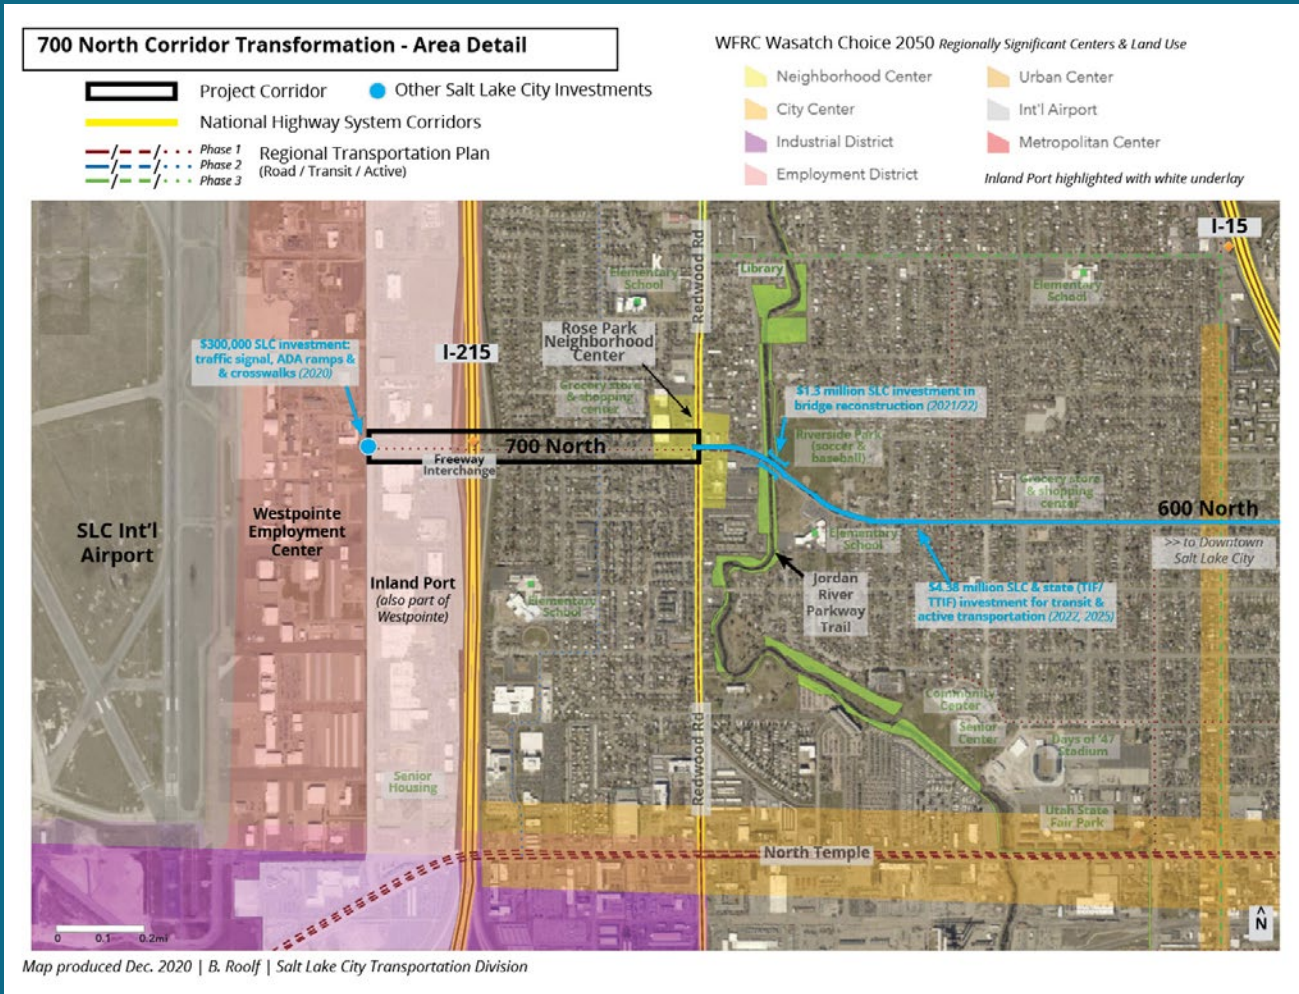 700 North Corridor Transformation - Area Detail
Project Corridor
Other Salt Lake City Investments
National Highway System Corridors
Phase 1
Phase 2
Phase 3
Regional Transportation Plan
(Road / Transit / Active)
WFRC Wasatch Choice 2050 Regionally Significant Centers & Land Use
Neighborhood Center
City Center
Industrial District
Employment District
Urban Center
Int'l Airport
Metropolitan Center
Inland Port highlighted with white underlay
I-15
Redwood Rd
K
Elementary
School
Library
Elementary
School
$300,000 SLC investment:
traffic signal, ADA ramps &
& crosswalks (2020)
I-215
Rose Park
Neighborhood
Center
Grocery store
& shopping
center
$1.3 million SLC investment in
bridge reconstruction (2021/22)
Riverside Park
(soccer &
baseball)
700 North
Freeway
Interchange
Grocery store
& shopping
center
600 North
>> to Downtown
Salt Lake City
SLC Int'l
Airport
Westpointe
Employment
Center
Inland Port
(also part of
Westpointe)
Elementary
School
Elementary
School
Jordan
River
Parkway
Trail
$4.38 million SLC & state (TIF/
TTIF) investment for transit &
active transportation (2022, 2025)
Community
Center
Senior
Center
Days of '47
Stadium
Redwood Rd
Senior
Housing
Utah State
Fair Park
North Temple
0 0.1 0.2mi
^
N
Map produced Dec. 2020 | B. Roolf | Salt Lake City Transportation Division